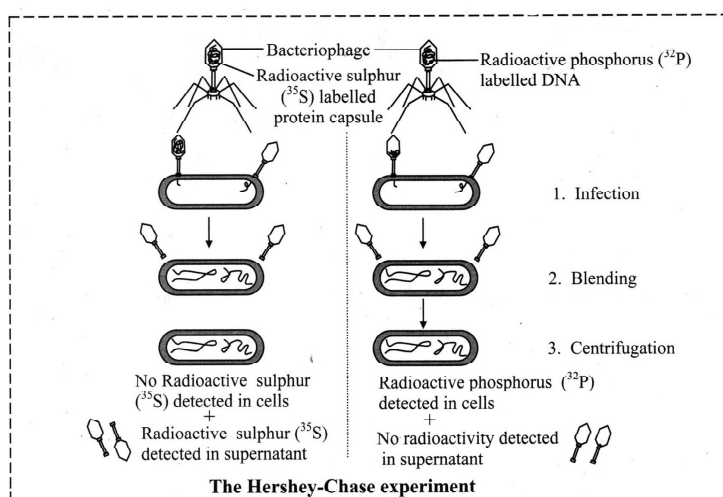 Bacteriophage
Radioactive sulphur
(³⁵S) labelled
protein capsule
Radioactive phosphorus (³²P)
labelled DNA
1. Infection
2. Blending
3. Centrifugation
No Radioactive sulphur
(³⁵S) detected in cells
+
Radioactive sulphur (³⁵S)
detected in supernatant
Radioactive phosphorus (³²P)
detected in cells
+
No radioactivity detected
in supernatant
The Hershey-Chase experiment